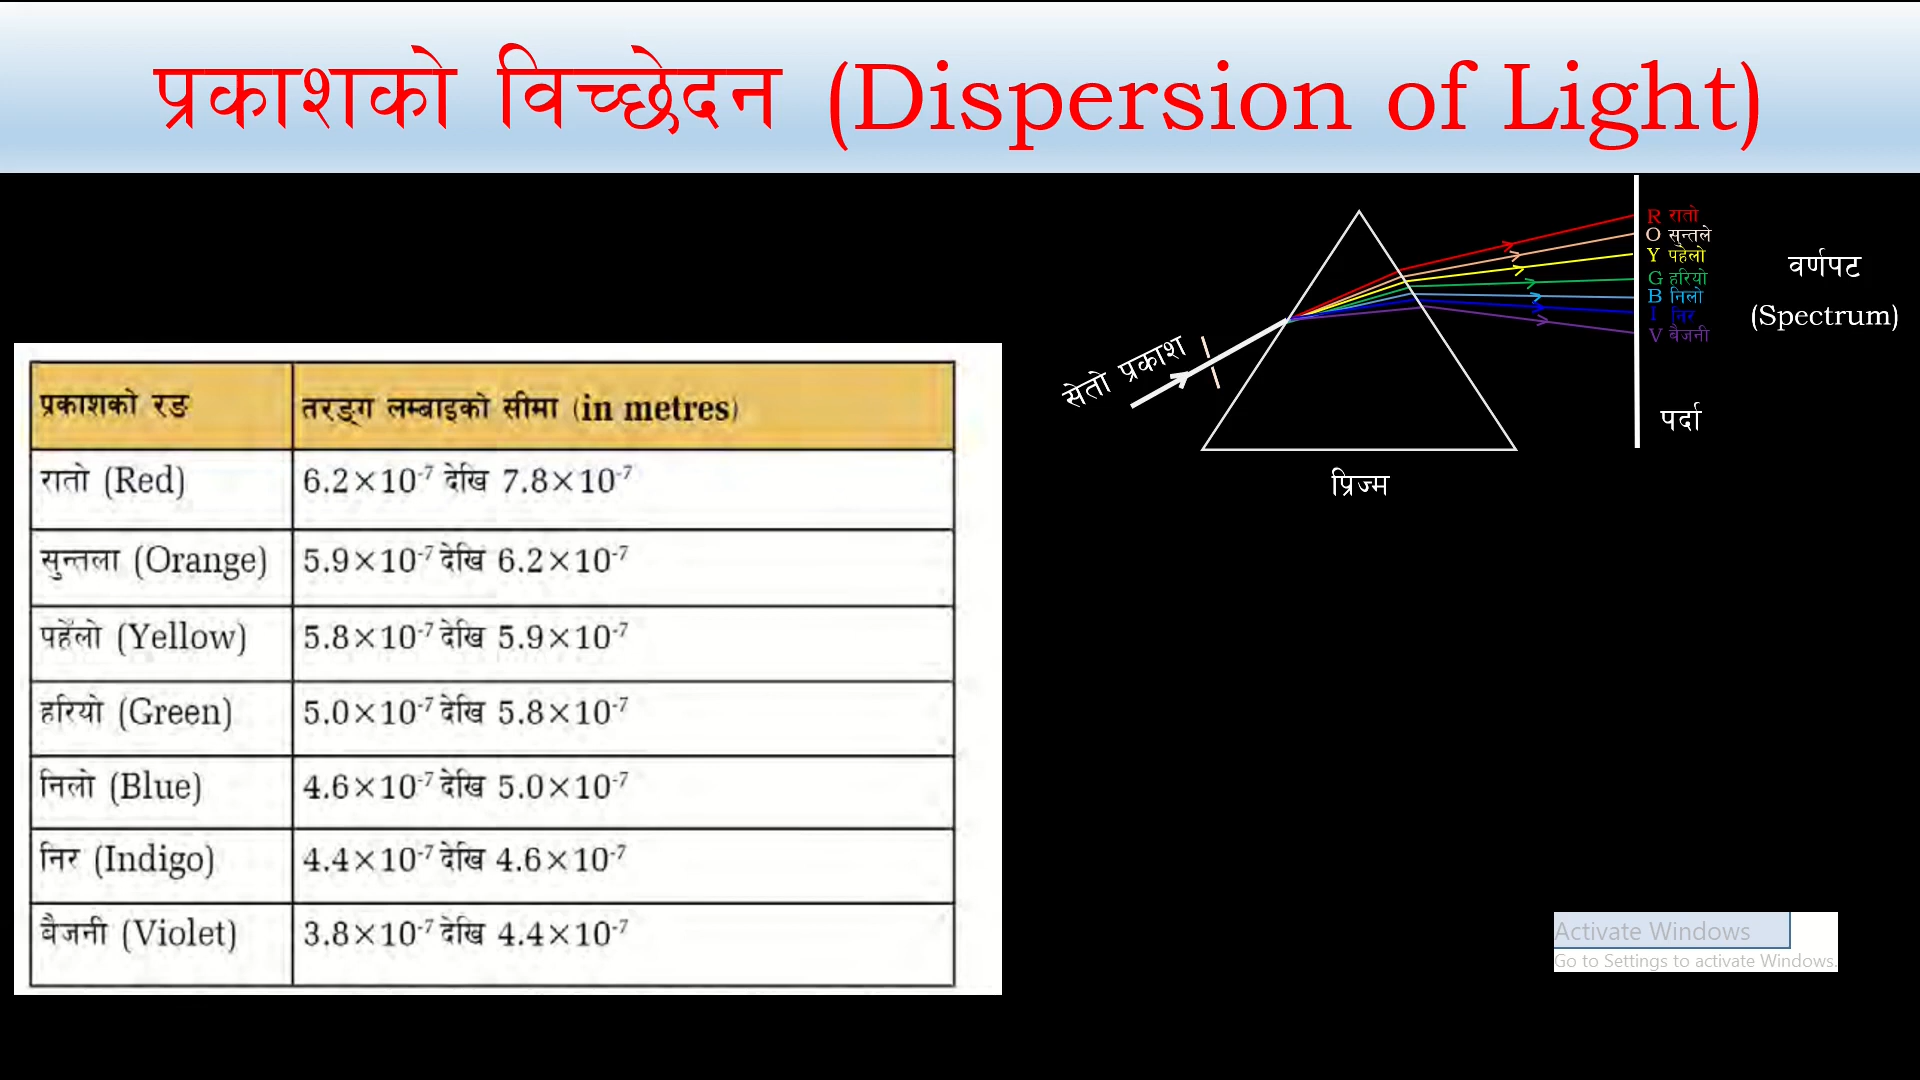 प्रकाशको विच्छेदन (Dispersion of Light)
प्रकाशको रङ
तरङ्ग लम्बाइको सीमा (in metres)
रातो (Red)
6.2×10⁻⁷ देखि 7.8×10⁻⁷
सुन्तला (Orange)
5.9×10⁻⁷ देखि 6.2×10⁻⁷
पहेँलो (Yellow)
5.8×10⁻⁷ देखि 5.9×10⁻⁷
हरियो (Green)
5.0×10⁻⁷ देखि 5.8×10⁻⁷
निलो (Blue)
4.6×10⁻⁷ देखि 5.0×10⁻⁷
निर (Indigo)
4.4×10⁻⁷ देखि 4.6×10⁻⁷
बैजनी (Violet)
3.8×10⁻⁷ देखि 4.4×10⁻⁷
सेतो प्रकाश
प्रिज्म
R रातो
O सुन्तले
Y पहेलो
G हरियो
B निलो
I निर
V बैजनी
पर्दा
वर्णपट
(Spectrum)
Activate Windows
Go to Settings to activate Windows.